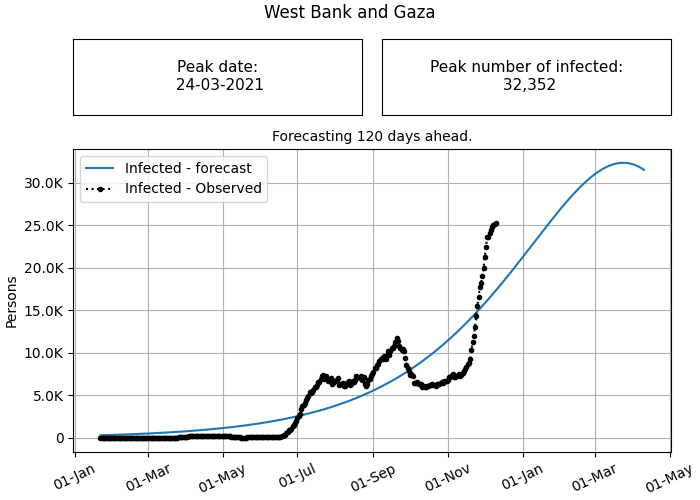 West Bank and Gaza
Peak date:
24-03-2021
Peak number of infected:
32,352
Forecasting 120 days ahead.
Infected - forecast
Infected - Observed
Persons
30.0K
25.0K
20.0K
15.0K
10.0K
5.0K
0
01-Jan
01-Mar
01-May
01-Jul
01-Sep
01-Nov
01-Jan
01-Mar
01-May